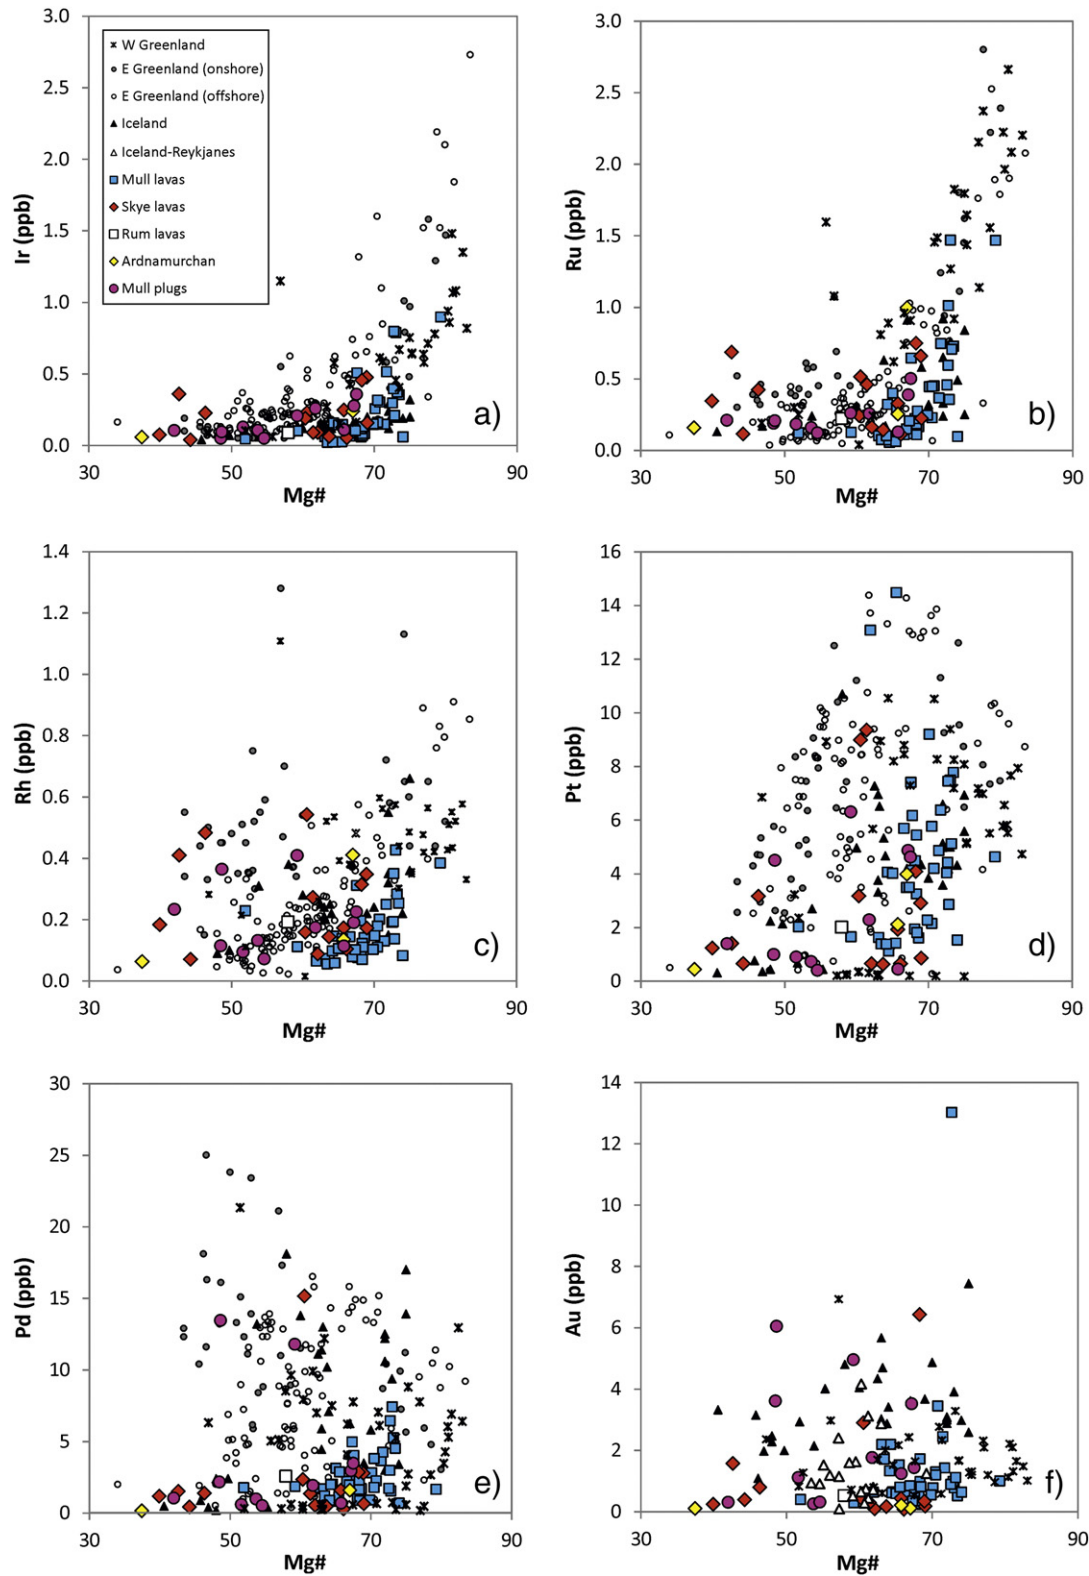 3.0
2.5
2.0
1.5
1.0
0.5
0.0
Ir (ppb)
W Greenland
E Greenland (onshore)
E Greenland (offshore)
Iceland
Iceland-Reykjanes
Mull lavas
Skye lavas
Rum lavas
Ardnamurchan
Mull plugs
a)
30 50 70 90
Mg#
3.0
2.5
2.0
1.5
1.0
0.5
0.0
Ru (ppb)
b)
30 50 70 90
Mg#
1.4
1.2
1.0
0.8
0.6
0.4
0.2
0.0
Rh (ppb)
c)
30 50 70 90
Mg#
16
14
12
10
8
6
4
2
0
Pt (ppb)
d)
30 50 70 90
Mg#
30
25
20
15
10
5
0
Pd (ppb)
e)
30 50 70 90
Mg#
14
12
10
8
6
4
2
0
Au (ppb)
f)
30 50 70 90
Mg#